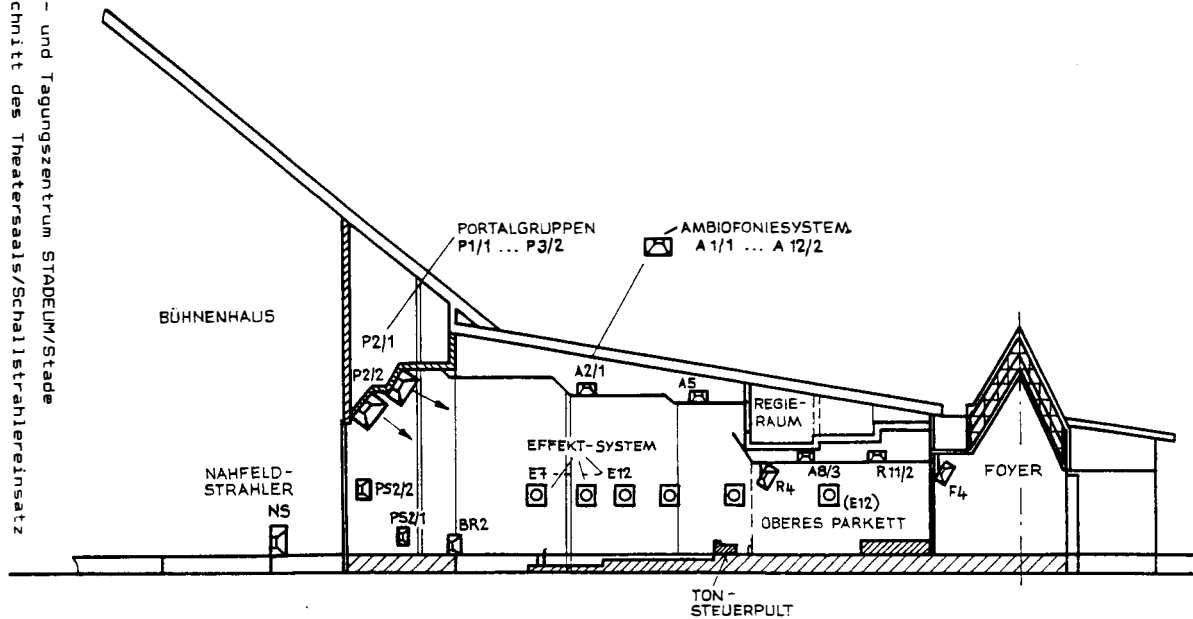 - und Tagungszentrum STADEUM/Stade
chnitt des Theatersaals/Schallstrahlereinsatz
PORTALGRUPPEN
P1/1 ... P3/2
AMBIOFONIESYSTEM
A 1/1 ... A 12/2
BÜHNENHAUS
P2/1
P2/2
A2/1
A5
REGIE-
RAUM
EFFEKT-SYSTEM
E7
E12
NAHFELD-
STRAHLER
NS
PS2/2
PS2/1
BR2
R4
A8/3
R11/2
(E12)
F4
FOYER
OBERES PARKETT
TON-
STEUERPULT